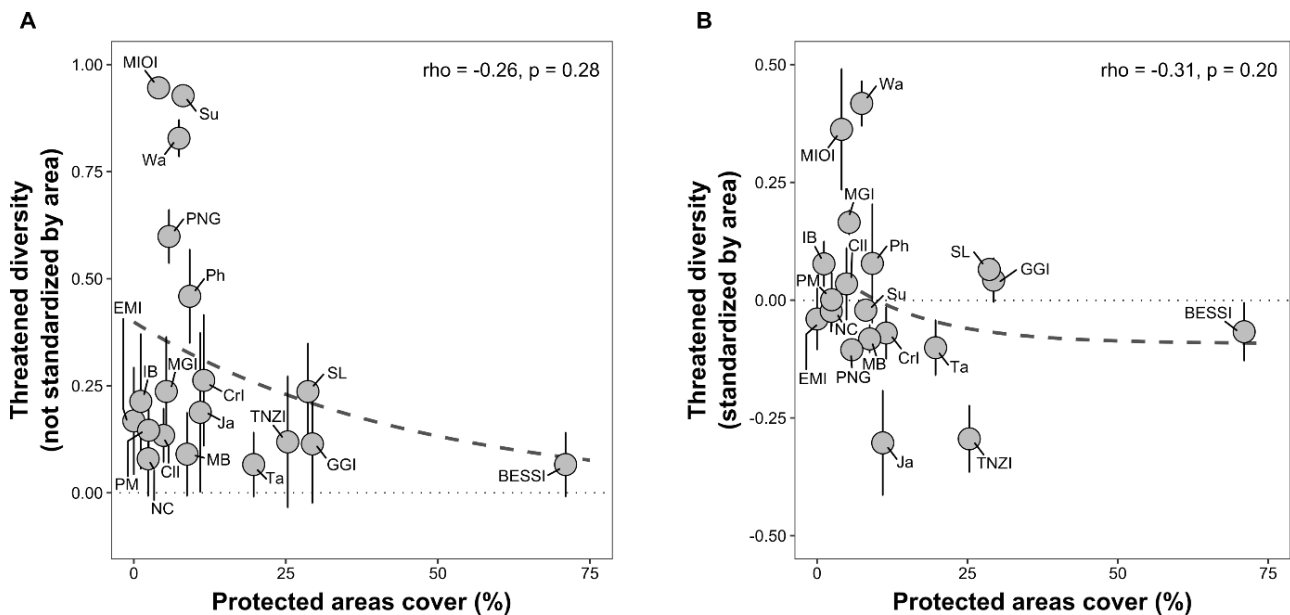 A
rho = -0.26, p = 0.28
Threatened diversity
(not standardized by area)
1.00
0.75
0.50
0.25
0.00
MIOI
Su
Wa
PNG
Ph
EMI
IB
MGI
CrI
SL
Ja
TNZI
PM
CII
MB
Ta
GGI
BESSI
NC
0
25
50
75
Protected areas cover (%)
B
rho = -0.31, p = 0.20
Threatened diversity
(standardized by area)
0.50
0.25
0.00
-0.25
-0.50
Wa
MIOI
MGI
IB
CII
Ph
SL
GGI
PM
Su
BESSI
NC
EMI
PNG
MB
CrI
Ta
Ja
TNZI
0
25
50
75
Protected areas cover (%)